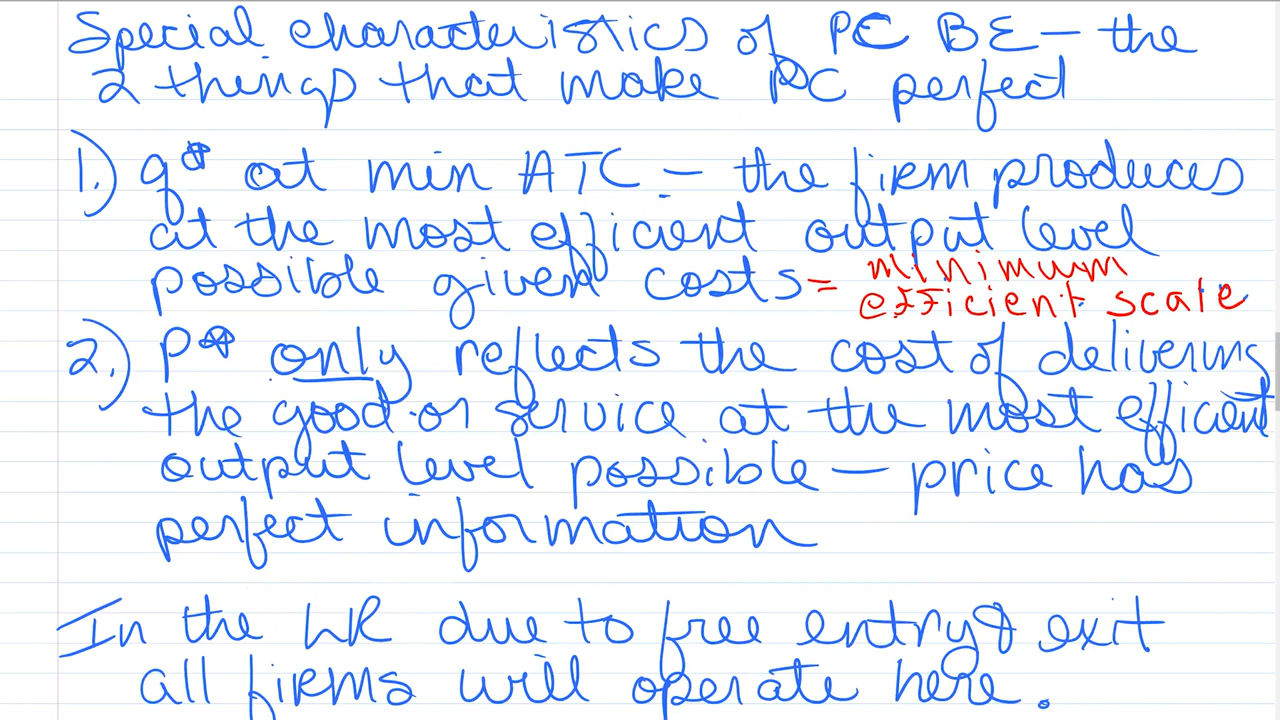 Special characteristics of PC BE – the
2 things that make PC perfect
1.) q* at min ATC – the firm produces
at the most efficient output level
possible given costs = minimum
efficient scale
2.) P* only reflects the cost of delivering
the good or service at the most efficient
output level possible – price has
perfect information
In the LR due to free entry & exit
all firms will operate here.